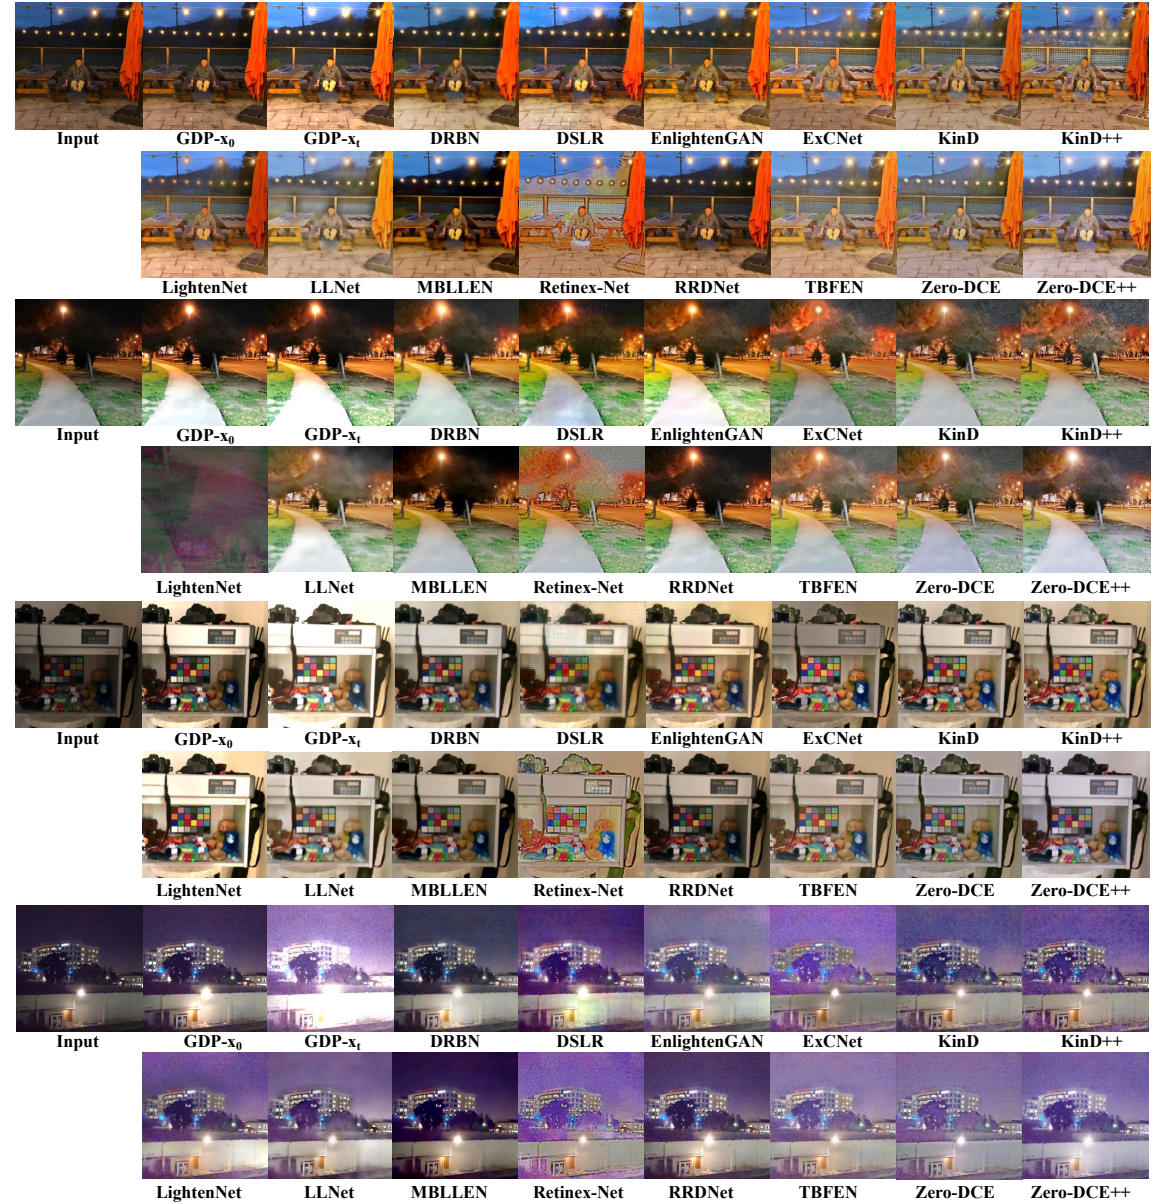 Input GDP-x₀ GDP-xₜ DRBN DSLR EnlightenGAN ExCNet KinD KinD++
LightenNet LLNet MBLLEN Retinex-Net RRDNet TBFEN Zero-DCE Zero-DCE++
Input GDP-x₀ GDP-xₜ DRBN DSLR EnlightenGAN ExCNet KinD KinD++
LightenNet LLNet MBLLEN Retinex-Net RRDNet TBFEN Zero-DCE Zero-DCE++
Input GDP-x₀ GDP-xₜ DRBN DSLR EnlightenGAN ExCNet KinD KinD++
LightenNet LLNet MBLLEN Retinex-Net RRDNet TBFEN Zero-DCE Zero-DCE++
Input GDP-x₀ GDP-xₜ DRBN DSLR EnlightenGAN ExCNet KinD KinD++
LightenNet LLNet MBLLEN Retinex-Net RRDNet TBFEN Zero-DCE Zero-DCE++